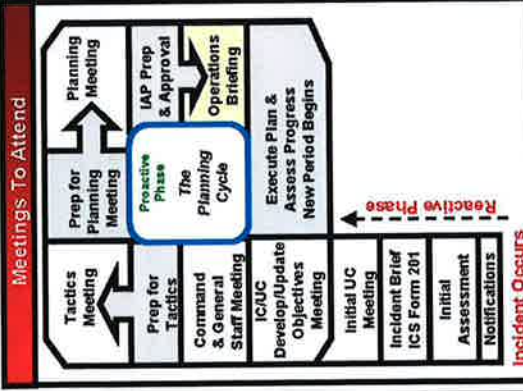 Meetings To Attend
Tactics
Meeting
Prep for
Planning
Meeting
Planning
Meeting
Prep for
Tactics
Proactive
Phase
The
Planning
Cycle
IAP Prep
& Approval
Command
& General
Staff Meeting
Operations
Briefing
IC/UC
Develop/Update
Objectives
Meeting
Execute Plan &
Assess Progress
New Period Begins
Initial UC
Meeting
Incident Brief
ICS Form 201
Initial
Assessment
Notifications
Reactive Phase
Incident Occurs